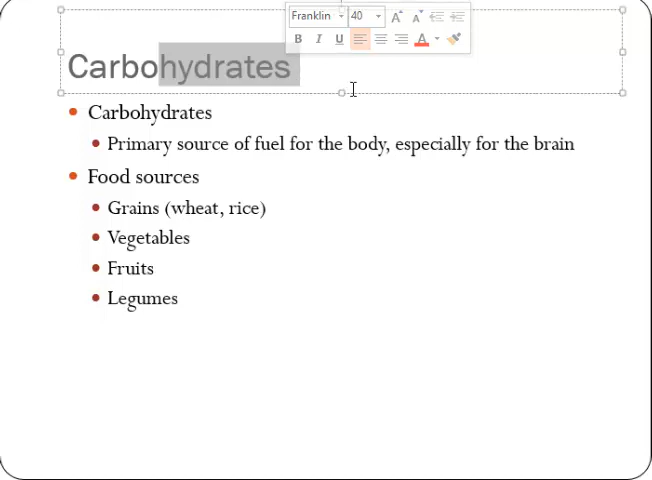 Franklin 40
B I U A
Carbohydrates
Carbohydrates
Primary source of fuel for the body, especially for the brain
Food sources
Grains (wheat, rice)
Vegetables
Fruits
Legumes